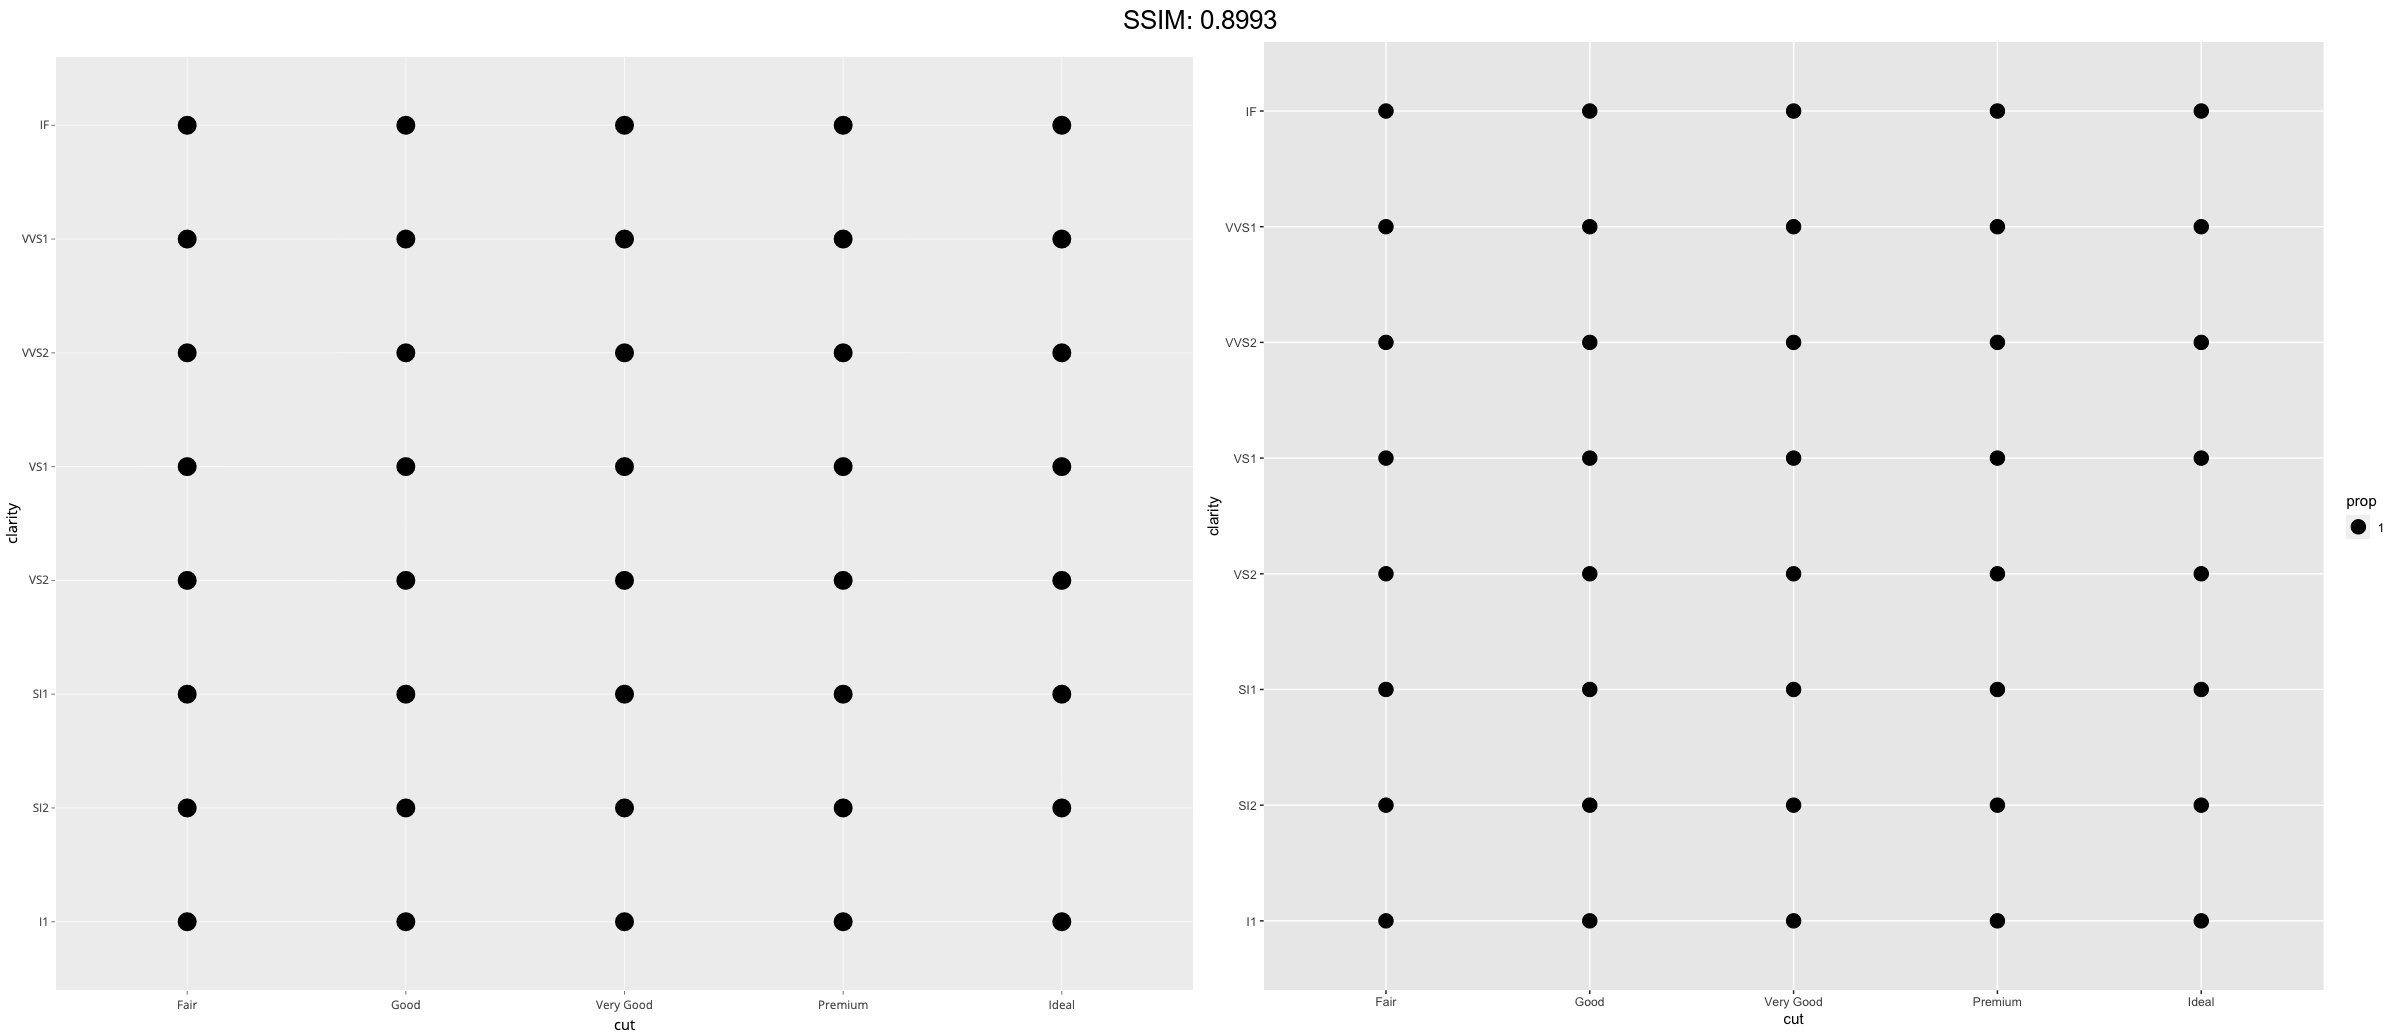 SSIM: 0.8993
IF
VVS1
VVS2
VS1
VS2
SI1
SI2
I1
clarity
Fair Good Very Good Premium Ideal
cut
IF
VVS1
VVS2
VS1
VS2
SI1
SI2
I1
clarity
Fair Good Very Good Premium Ideal
cut
prop
1